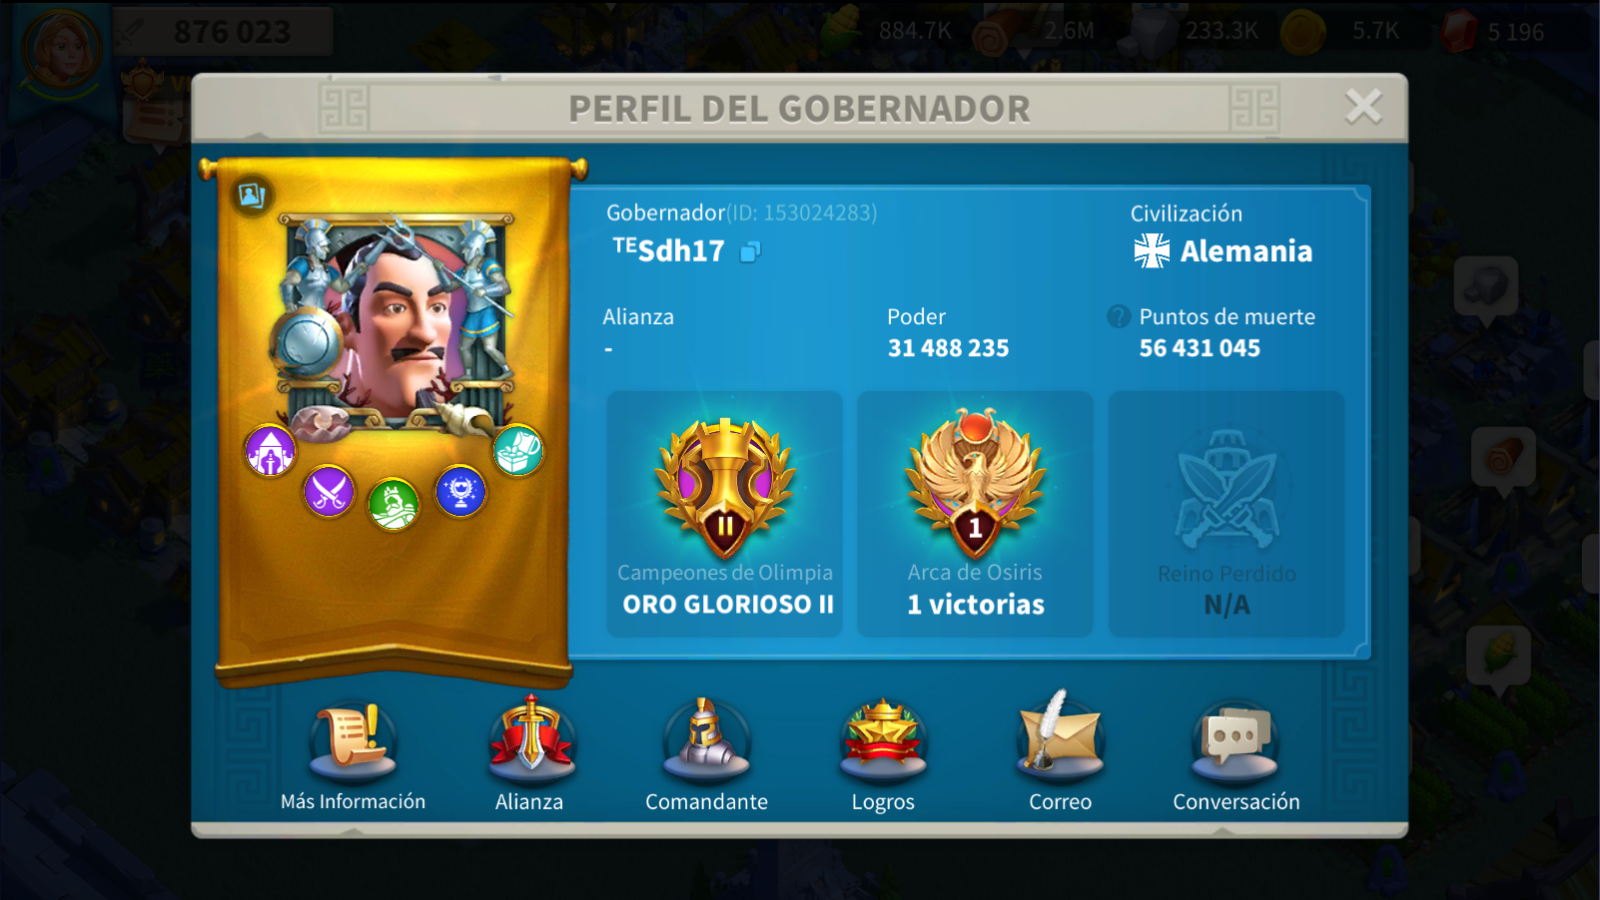 876 023
884.7K
2.6M
233.3K
5.7K
5 196
PERFIL DEL GOBERNADOR
Gobernador(ID: 153024283)
ᵀᴱSdh17
Civilización
Alemania
Alianza
-
Poder
31 488 235
? Puntos de muerte
56 431 045
II
Campeones de Olimpia
ORO GLORIOSO II
1
Arca de Osiris
1 victorias
Reino Perdido
N/A
Más Información
Alianza
Comandante
Logros
Correo
Conversación